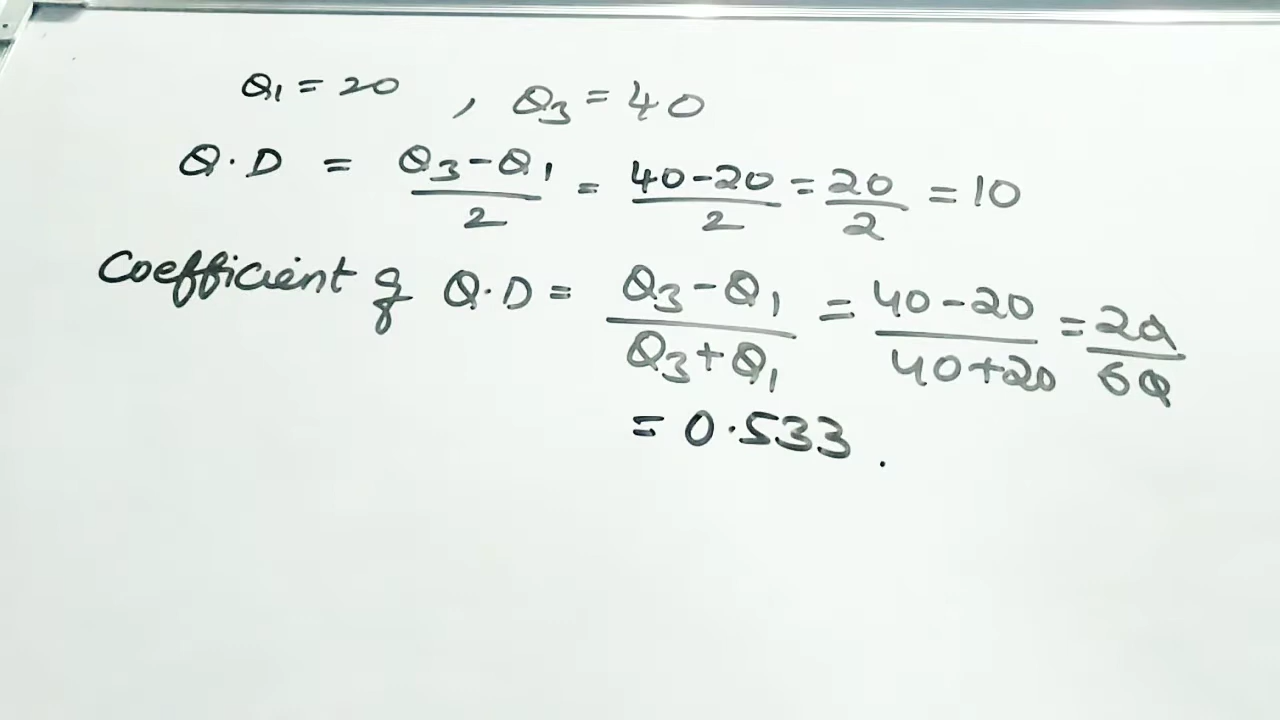 Q1 = 20 , Q3 = 40
Q.D = Q3-Q1/2 = 40-20/2 = 20/2 = 10
Coefficient of Q.D = Q3-Q1/Q3+Q1 = 40-20/40+20 = 20/60
= 0.533 .